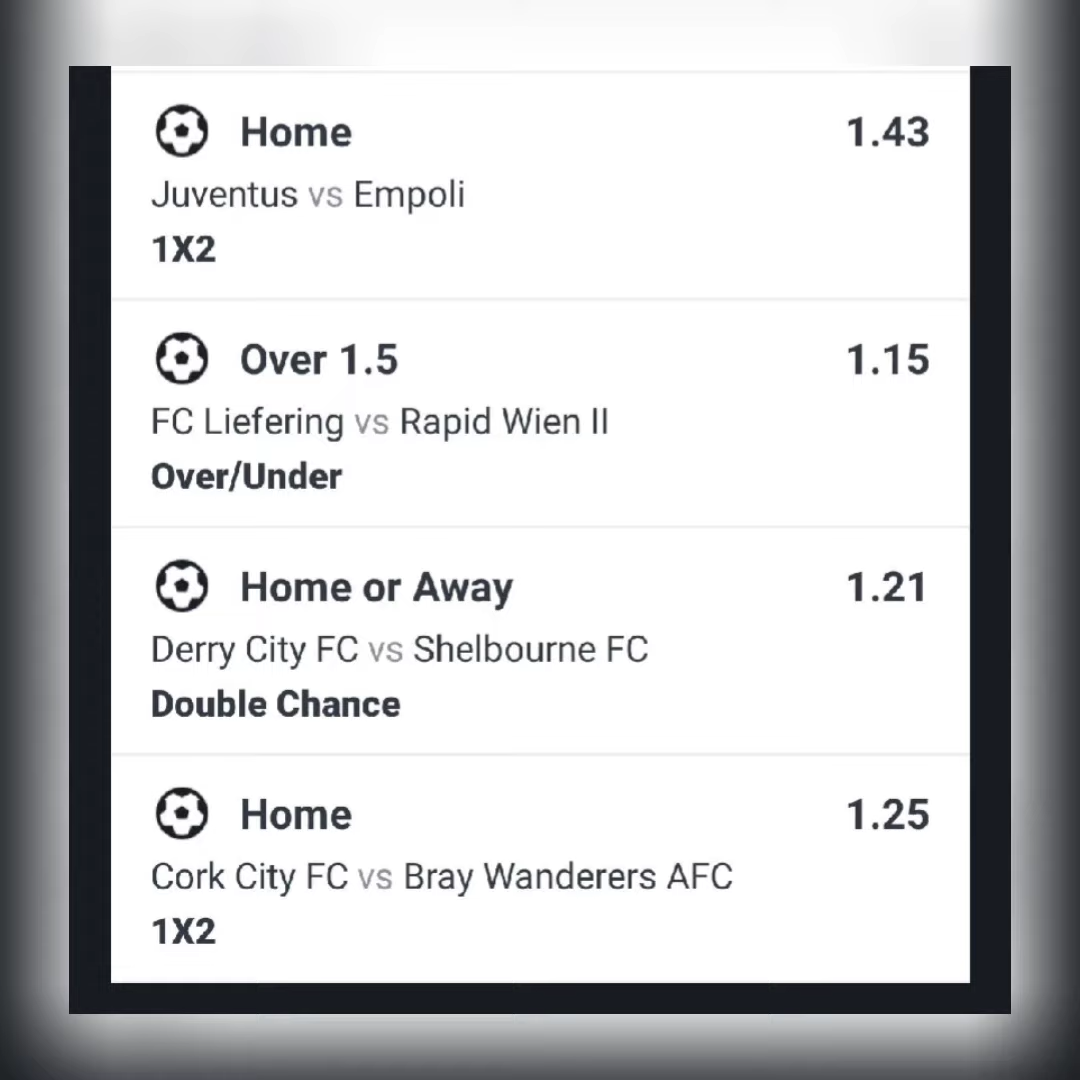 Home 1.43
Juventus vs Empoli
1X2
Over 1.5 1.15
FC Liefering vs Rapid Wien II
Over/Under
Home or Away 1.21
Derry City FC vs Shelbourne FC
Double Chance
Home 1.25
Cork City FC vs Bray Wanderers AFC
1X2